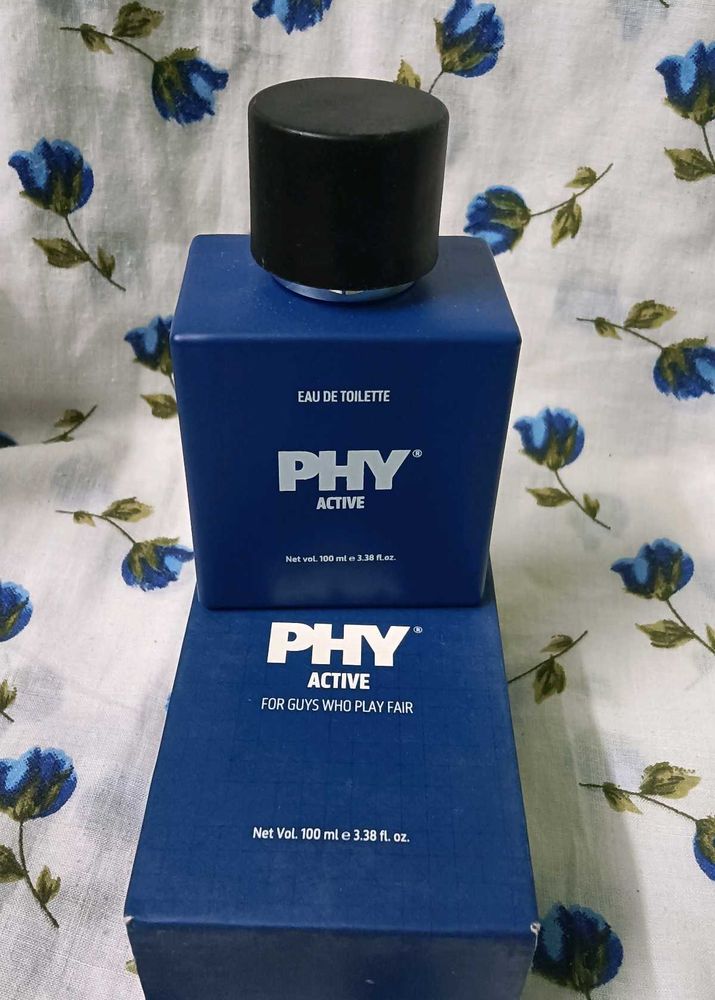 EAU DE TOILETTE
PHY®
ACTIVE
Net vol. 100 ml e 3.38 fl.oz.
PHY®
ACTIVE
FOR GUYS WHO PLAY FAIR
Net Vol. 100 ml e 3.38 fl. oz.